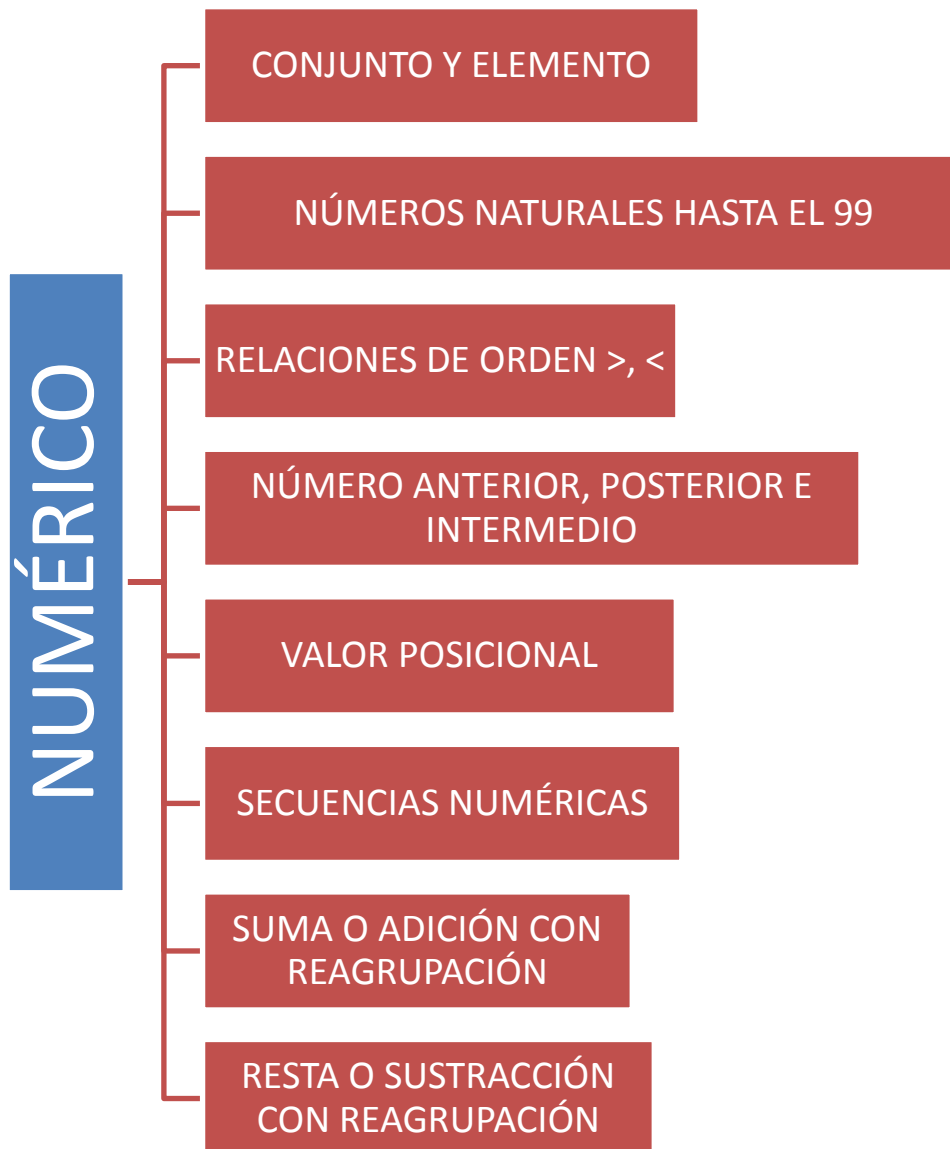 NUMÉRICO
CONJUNTO Y ELEMENTO
NÚMEROS NATURALES HASTA EL 99
RELACIONES DE ORDEN >, <
NÚMERO ANTERIOR, POSTERIOR E
INTERMEDIO
VALOR POSICIONAL
SECUENCIAS NUMÉRICAS
SUMA O ADICIÓN CON
REAGRUPACIÓN
RESTA O SUSTRACCIÓN
CON REAGRUPACIÓN